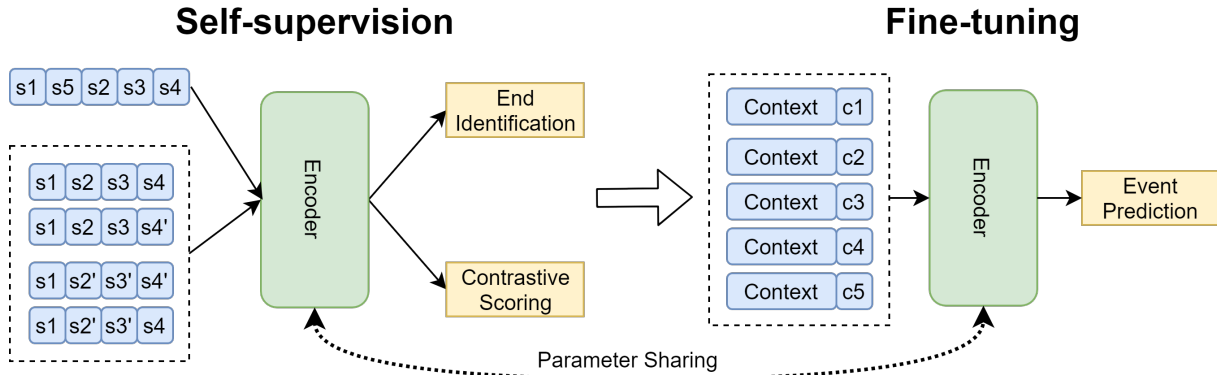 Self-supervision
Fine-tuning
s1 s5 s2 s3 s4
s1 s2 s3 s4
s1 s2 s3 s4'
s1 s2' s3' s4'
s1 s2' s3' s4
Encoder
End
Identification
Contrastive
Scoring
Context c1
Context c2
Context c3
Context c4
Context c5
Encoder
Event
Prediction
Parameter Sharing